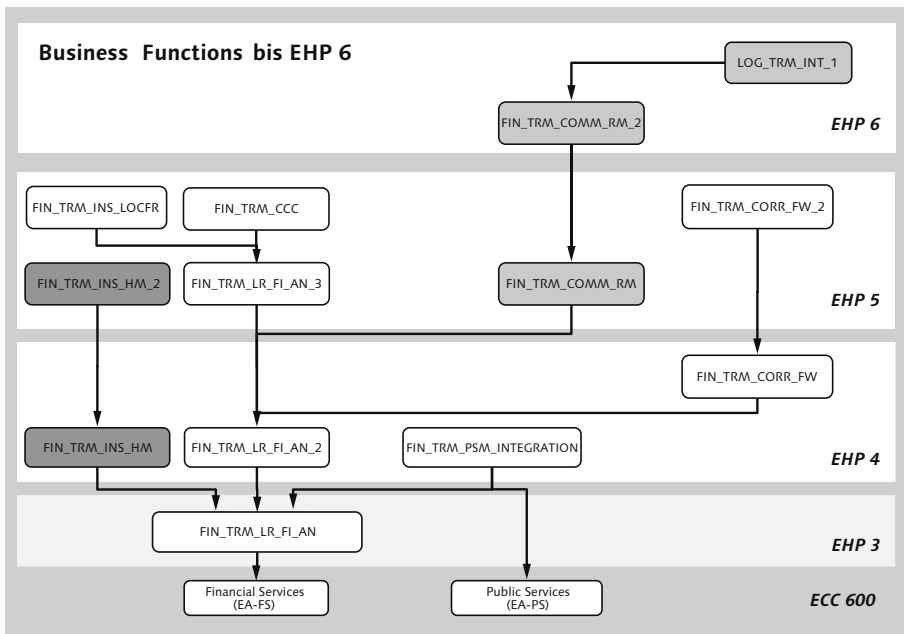 Business Functions bis EHP 6
LOG_TRM_INT_1
FIN_TRM_COMM_RM_2
EHP 6
FIN_TRM_INS_LOCFR
FIN_TRM_CCC
FIN_TRM_CORR_FW_2
FIN_TRM_INS_HM_2
FIN_TRM_LR_FI_AN_3
FIN_TRM_COMM_RM
EHP 5
FIN_TRM_CORR_FW
FIN_TRM_INS_HM
FIN_TRM_LR_FI_AN_2
FIN_TRM_PSM_INTEGRATION
EHP 4
FIN_TRM_LR_FI_AN
EHP 3
Financial Services
(EA-FS)
Public Services
(EA-PS)
ECC 600